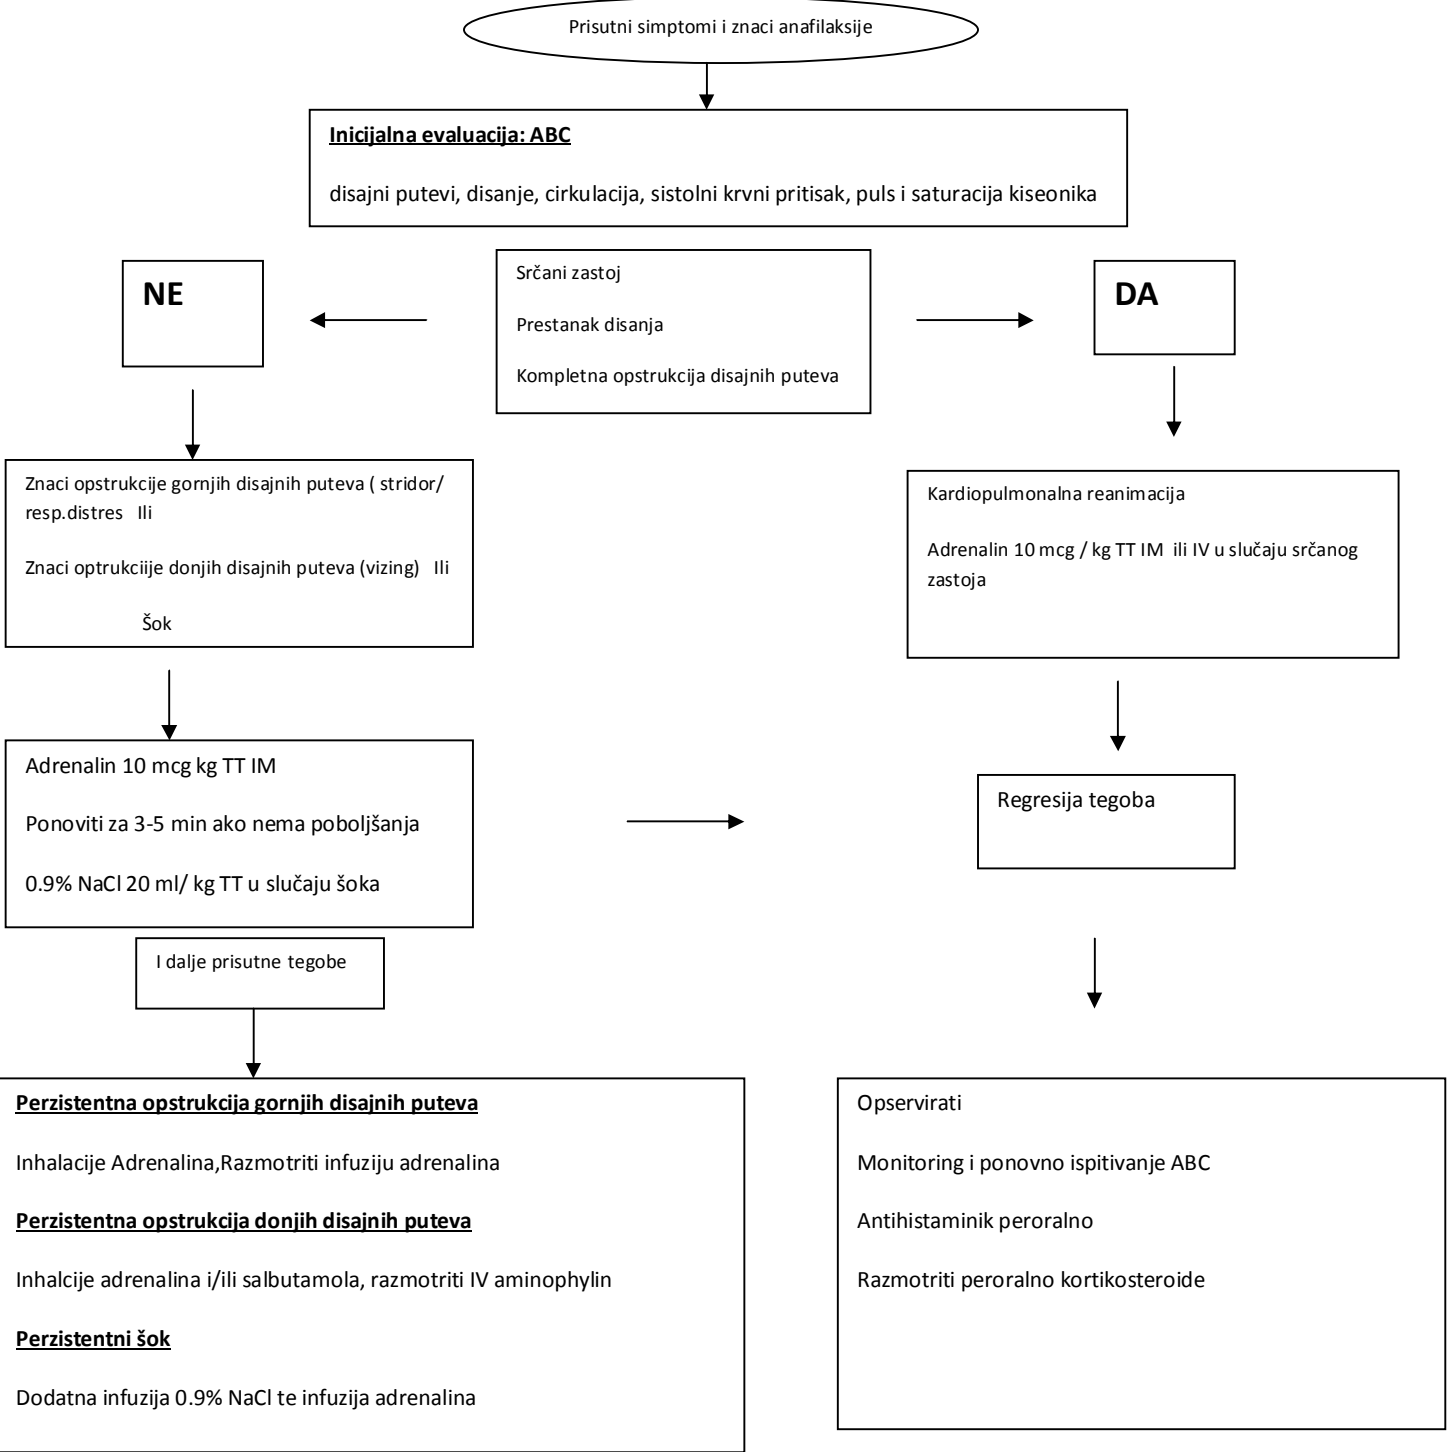 Prisutni simptomi i znaci anafilaksije
Inicijalna evaluacija: ABC
disajni putevi, disanje, cirkulacija, sistolni krvni pritisak, puls i saturacija kiseonika
NE
Srčani zastoj
Prestanak disanja
Kompletna opstrukcija disajnih puteva
DA
Znaci opstrukcije gornjih disajnih puteva ( stridor/
resp.distres Ili
Znaci optrukciije donjih disajnih puteva (vizing) Ili
Šok
Kardiopulmonalna reanimacija
Adrenalin 10 mcg / kg TT IM ili IV u slučaju srčanog
zastoja
Adrenalin 10 mcg kg TT IM
Ponoviti za 3-5 min ako nema poboljšanja
0.9% NaCl 20 ml/ kg TT u slučaju šoka
Regresija tegoba
I dalje prisutne tegobe
Perzistentna opstrukcija gornjih disajnih puteva
Inhalacije Adrenalina,Razmotriti infuziju adrenalina
Perzistentna opstrukcija donjih disajnih puteva
Inhalcije adrenalina i/ili salbutamola, razmotriti IV aminophylin
Perzistentni šok
Dodatna infuzija 0.9% NaCl te infuzija adrenalina
Opservirati
Monitoring i ponovno ispitivanje ABC
Antihistaminik peroralno
Razmotriti peroralno kortikosteroide